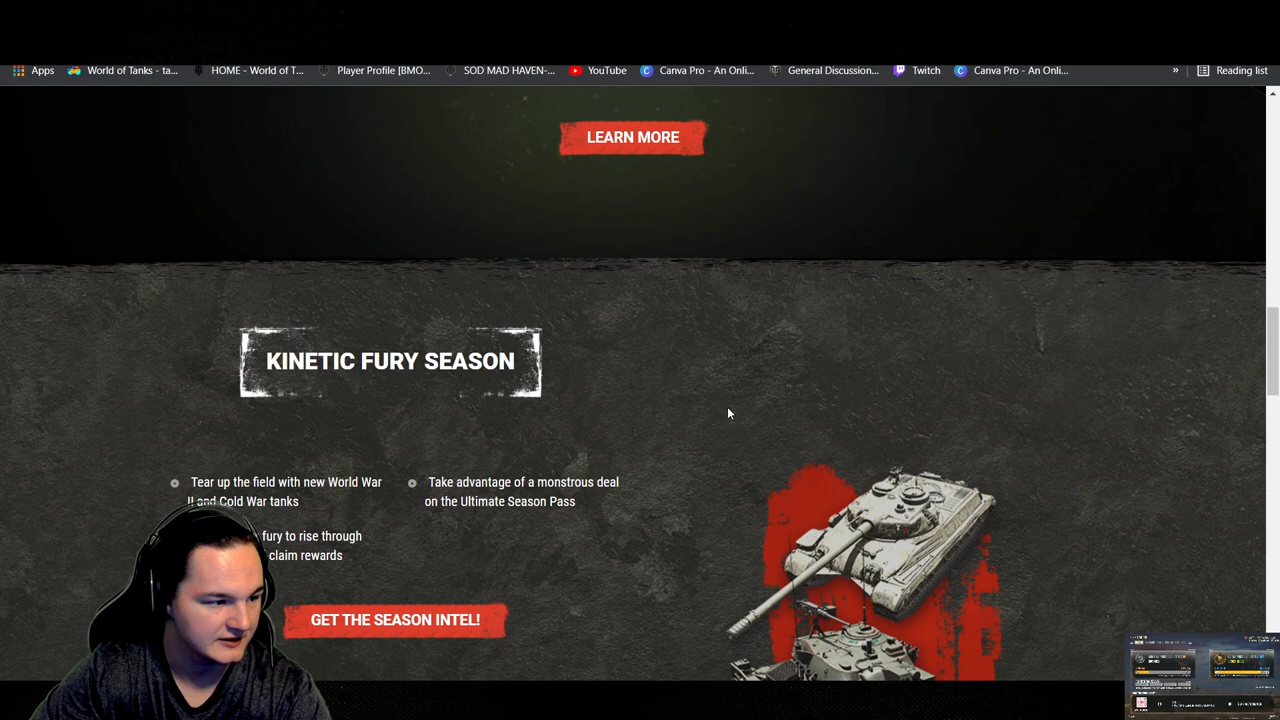 Apps World of Tanks - ta... HOME - World of T... Player Profile [BMO... SOD MAD HAVEN-... YouTube Canva Pro - An Onli... General Discussion... Twitch Canva Pro - An Onli... » Reading list
LEARN MORE
KINETIC FURY SEASON
Tear up the field with new World War
II and Cold War tanks
fury to rise through
claim rewards
Take advantage of a monstrous deal
on the Ultimate Season Pass
GET THE SEASON INTEL!